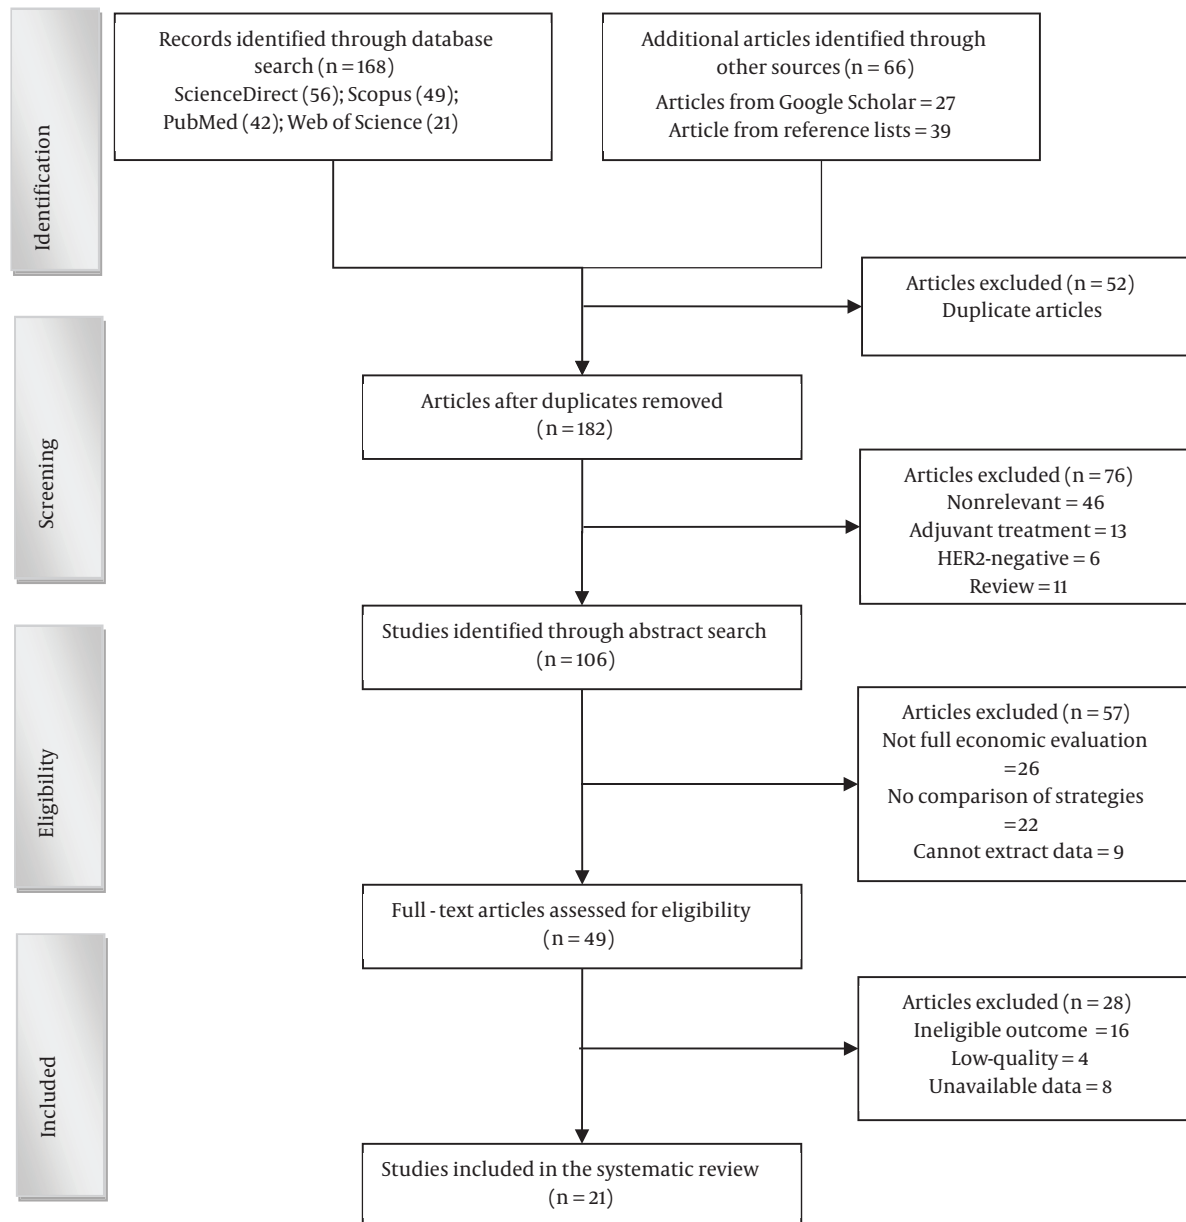 Identification
Records identified through database
search (n = 168)
ScienceDirect (56); Scopus (49);
PubMed (42); Web of Science (21)
Additional articles identified through
other sources (n = 66)
Articles from Google Scholar = 27
Article from reference lists = 39
Articles excluded (n = 52)
Duplicate articles
Screening
Articles after duplicates removed
(n = 182)
Articles excluded (n = 76)
Nonrelevant = 46
Adjuvant treatment = 13
HER2-negative = 6
Review = 11
Eligibility
Studies identified through abstract search
(n = 106)
Articles excluded (n = 57)
Not full economic evaluation
=26
No comparison of strategies
=22
Cannot extract data = 9
Full - text articles assessed for eligibility
(n = 49)
Included
Articles excluded (n = 28)
Ineligible outcome =16
Low-quality = 4
Unavailable data = 8
Studies included in the systematic review
(n = 21)